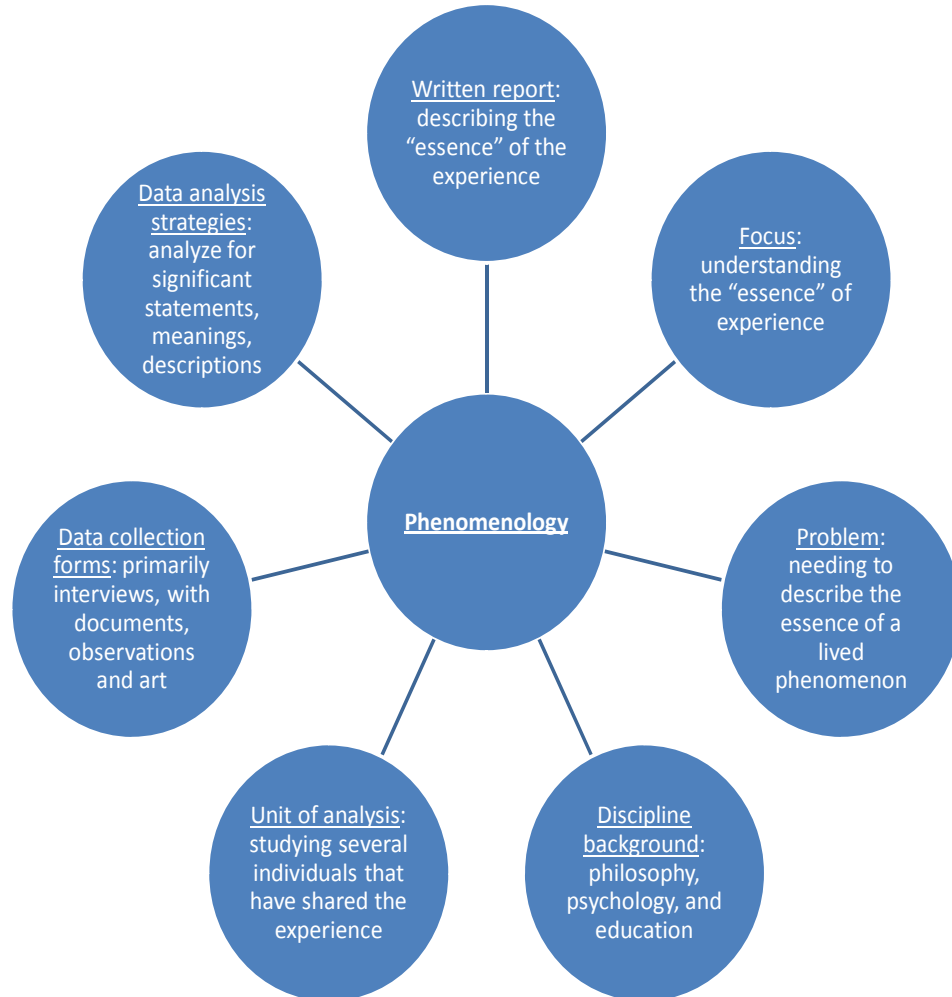 Written report:
describing the
“essence” of the
experience
Focus:
understanding
the “essence” of
experience
Problem:
needing to
describe the
essence of a
lived
phenomenon
Discipline
background:
philosophy,
psychology, and
education
Unit of analysis:
studying several
individuals that
have shared the
experience
Data collection
forms: primarily
interviews, with
documents,
observations
and art
Data analysis
strategies:
analyze for
significant
statements,
meanings,
descriptions
Phenomenology